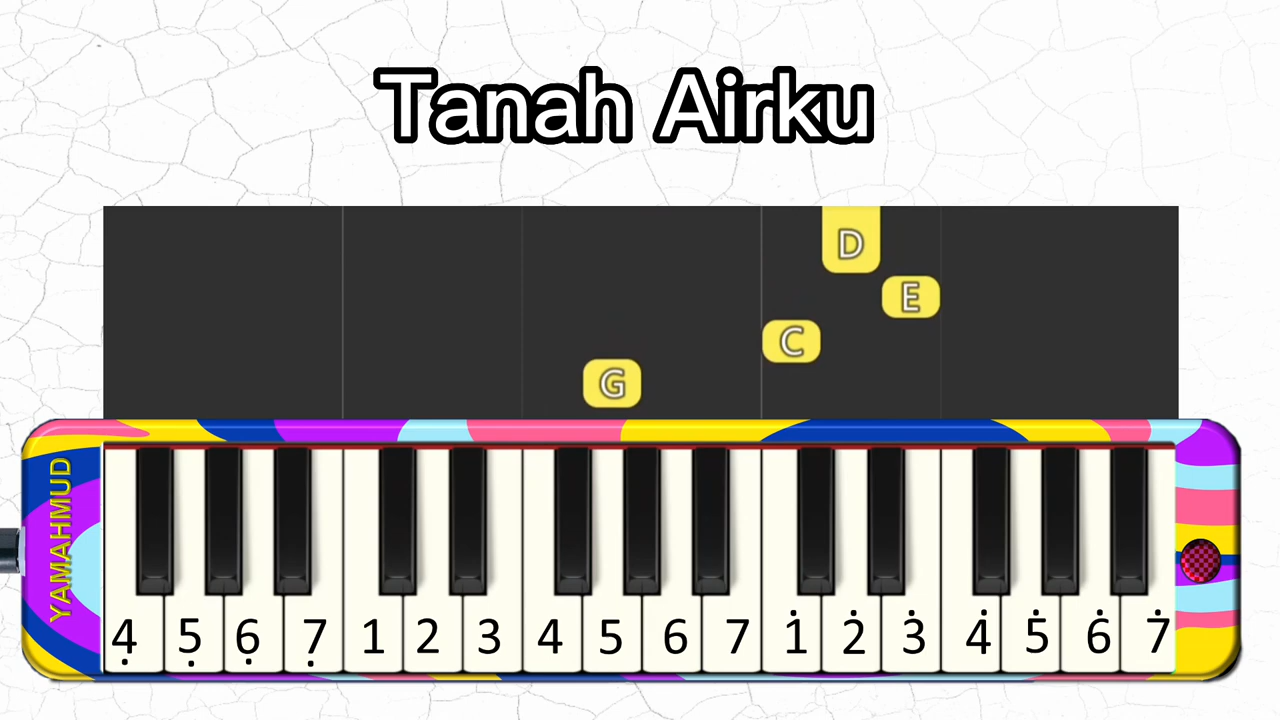 Tanah Airku
D
E
C
G
YAMAHMUD
4̣ 5̣ 6̣ 7̣ 1 2 3 4 5 6 7 1̇ 2̇ 3̇ 4̇ 5̇ 6̇ 7̇